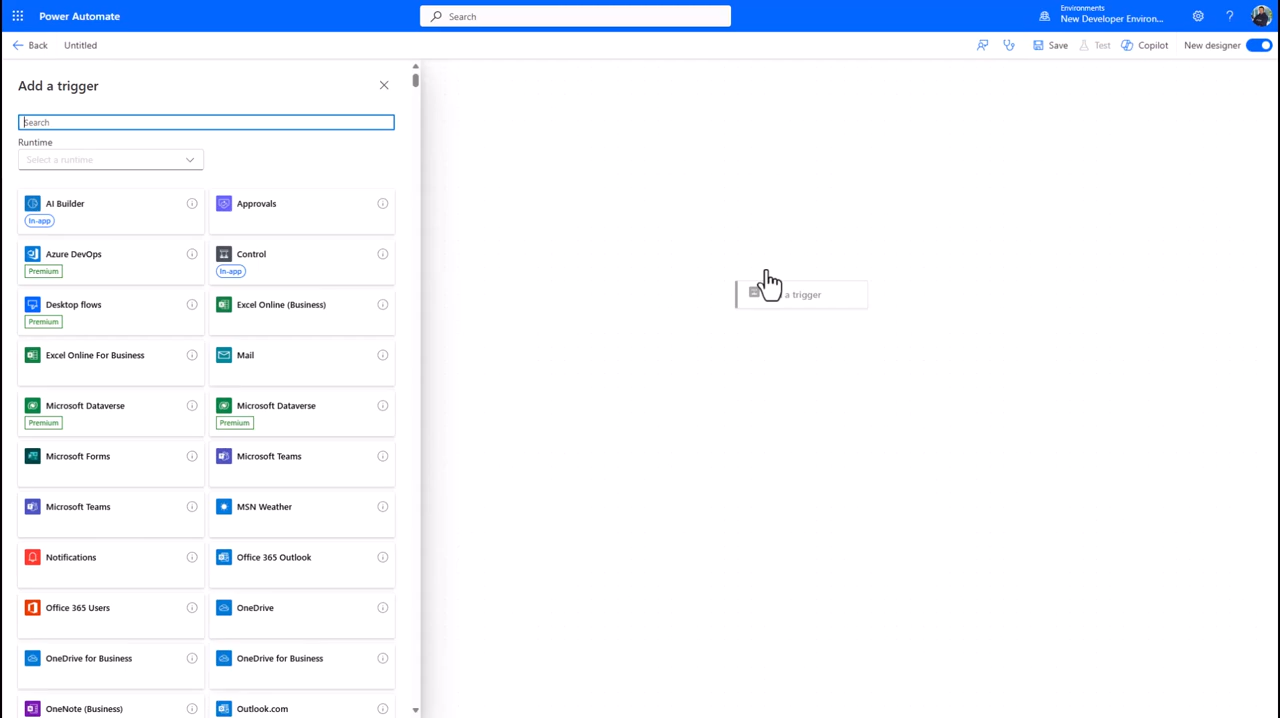 Power Automate
Search
Environments
New Developer Environ...
Back
Untitled
Save
Test
Copilot
New designer
Add a trigger
Search
Runtime
Select a runtime
AI Builder
In-app
Approvals
Azure DevOps
Premium
Control
In-app
Desktop flows
Premium
Excel Online (Business)
Excel Online For Business
Mail
Microsoft Dataverse
Premium
Microsoft Dataverse
Premium
Microsoft Forms
Microsoft Teams
Microsoft Teams
MSN Weather
Notifications
Office 365 Outlook
Office 365 Users
OneDrive
OneDrive for Business
OneDrive for Business
OneNote (Business)
Outlook.com
a trigger